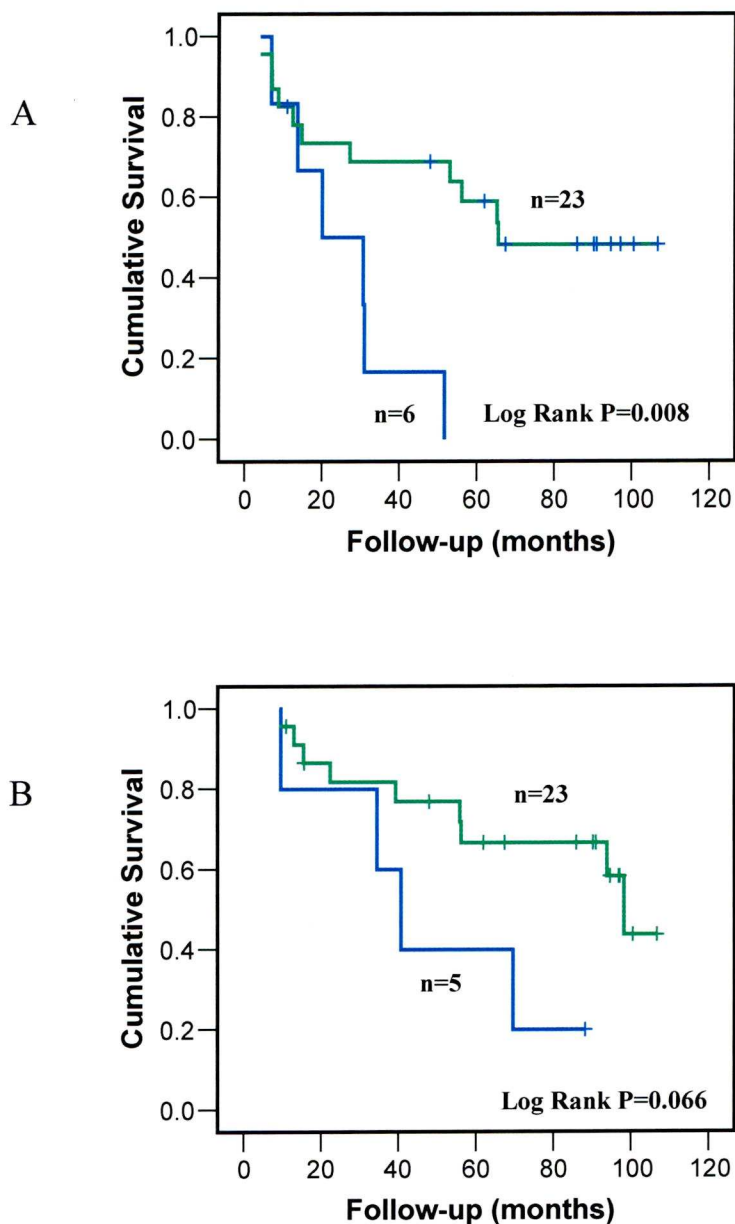 A
Cumulative Survival
1.0
0.8
0.6
0.4
0.2
0.0
n=23
n=6
Log Rank P=0.008
0 20 40 60 80 100 120
Follow-up (months)
B
Cumulative Survival
1.0
0.8
0.6
0.4
0.2
0.0
n=23
n=5
Log Rank P=0.066
0 20 40 60 80 100 120
Follow-up (months)